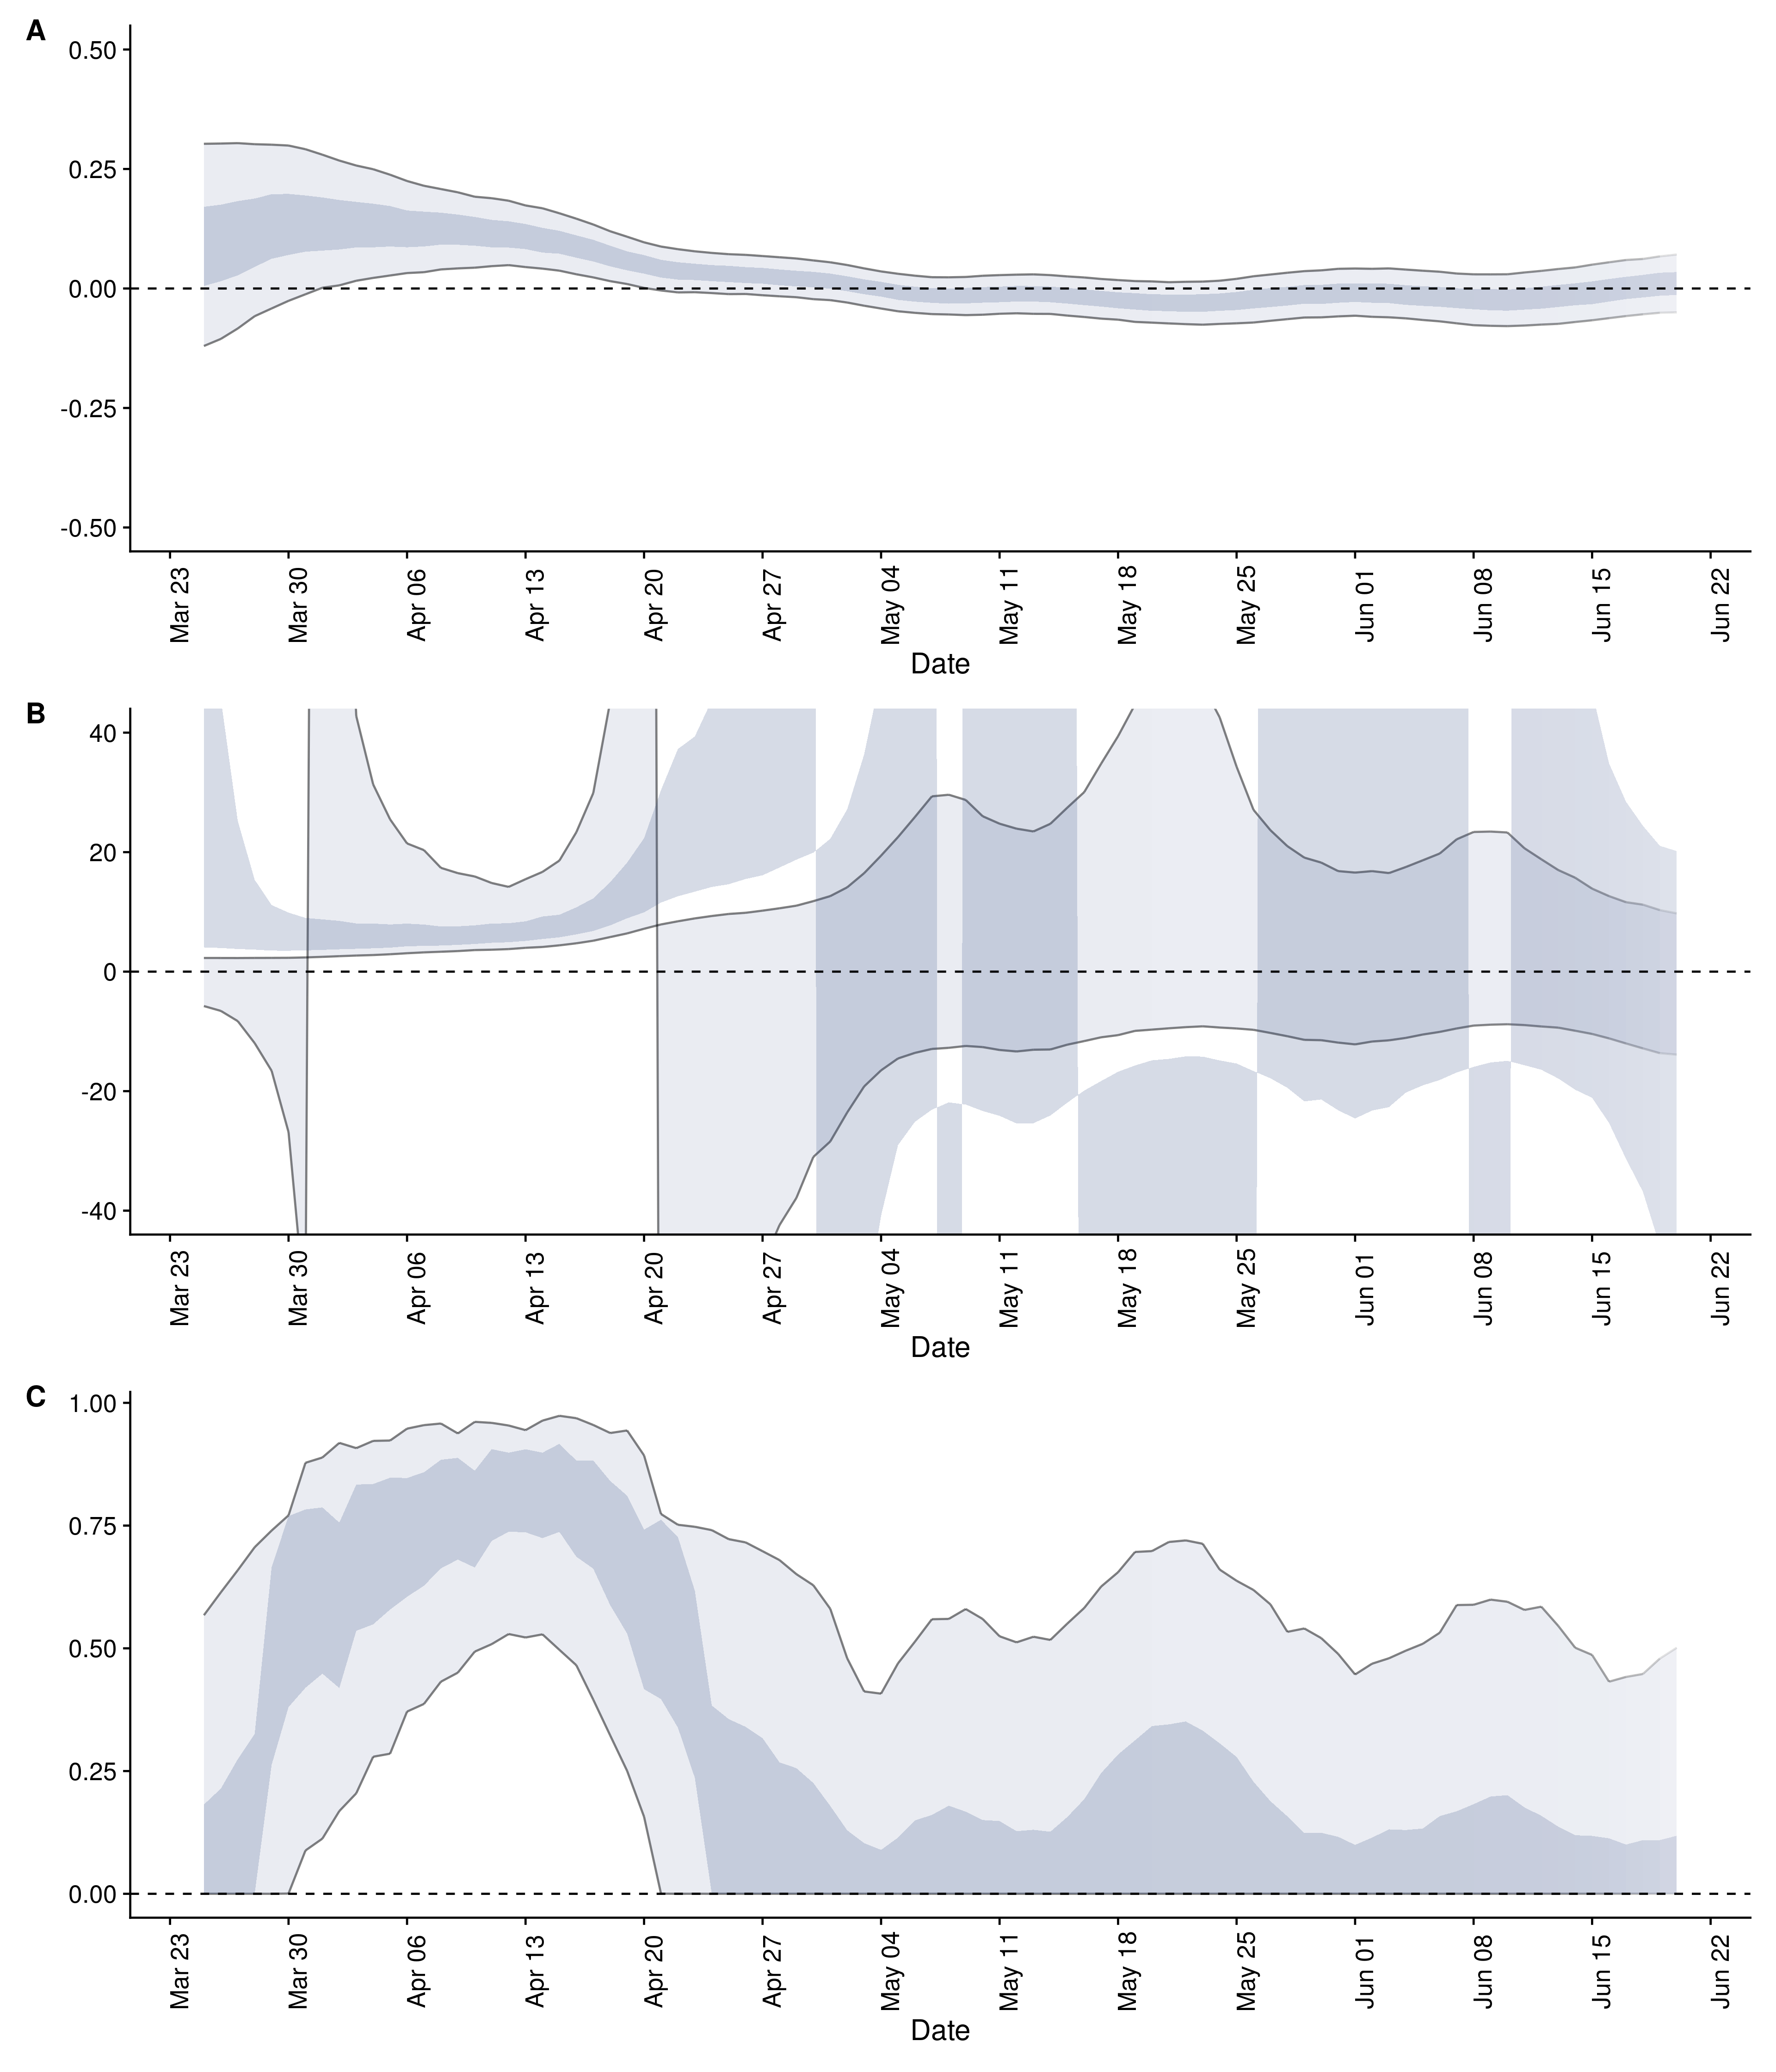 A
0.50
0.25
0.00
-0.25
-0.50
Mar 23
Mar 30
Apr 06
Apr 13
Apr 20
Apr 27
May 04
May 11
May 18
May 25
Jun 01
Jun 08
Jun 15
Jun 22
Date
B
40
20
0
-20
-40
Mar 23
Mar 30
Apr 06
Apr 13
Apr 20
Apr 27
May 04
May 11
May 18
May 25
Jun 01
Jun 08
Jun 15
Jun 22
Date
C
1.00
0.75
0.50
0.25
0.00
Mar 23
Mar 30
Apr 06
Apr 13
Apr 20
Apr 27
May 04
May 11
May 18
May 25
Jun 01
Jun 08
Jun 15
Jun 22
Date